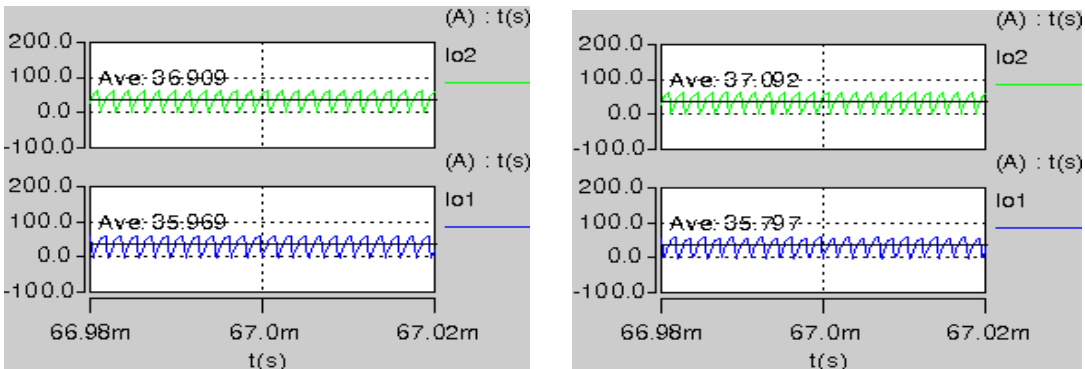 (A) : t(s)
Io2
200.0
100.0
0.0
-100.0
Ave: 36.909
(A) : t(s)
Io1
200.0
100.0
0.0
-100.0
Ave: 35.969
66.98m 67.0m 67.02m
t(s)
(A) : t(s)
Io2
200.0
100.0
0.0
-100.0
Ave: 37.092
(A) : t(s)
Io1
200.0
100.0
0.0
-100.0
Ave: 35.797
66.98m 67.0m 67.02m
t(s)